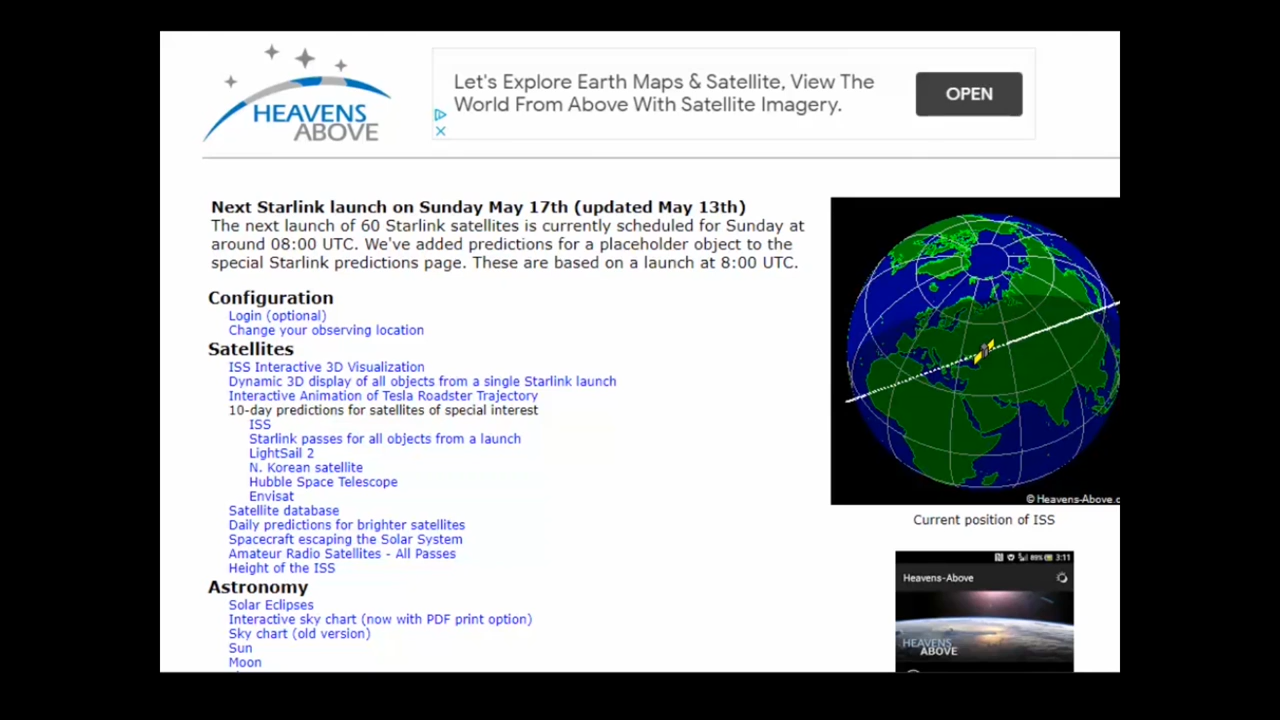 HEAVENS
ABOVE
Let's Explore Earth Maps & Satellite, View The
World From Above With Satellite Imagery.
OPEN
Next Starlink launch on Sunday May 17th (updated May 13th)
The next launch of 60 Starlink satellites is currently scheduled for Sunday at
around 08:00 UTC. We've added predictions for a placeholder object to the
special Starlink predictions page. These are based on a launch at 8:00 UTC.
Configuration
Login (optional)
Change your observing location
Satellites
ISS Interactive 3D Visualization
Dynamic 3D display of all objects from a single Starlink launch
Interactive Animation of Tesla Roadster Trajectory
10-day predictions for satellites of special interest
ISS
Starlink passes for all objects from a launch
LightSail 2
N. Korean satellite
Hubble Space Telescope
Envisat
Satellite database
Daily predictions for brighter satellites
Spacecraft escaping the Solar System
Amateur Radio Satellites - All Passes
Height of the ISS
Astronomy
Solar Eclipses
Interactive sky chart (now with PDF print option)
Sky chart (old version)
Sun
Moon
© Heavens-Above.c
Current position of ISS
88% 3:11
Heavens-Above
HEAVENS
ABOVE